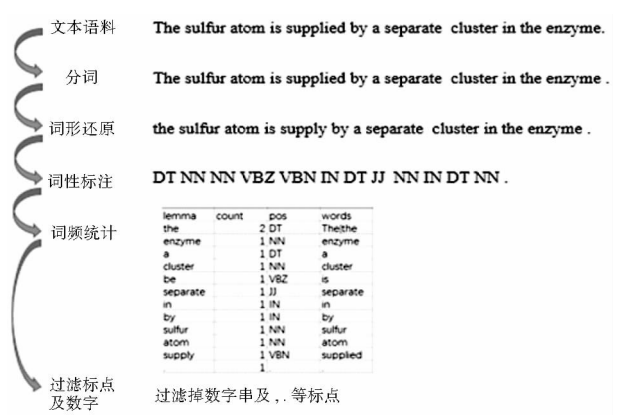 文本语料 The sulfur atom is supplied by a separate cluster in the enzyme.
分词 The sulfur atom is supplied by a separate cluster in the enzyme .
词形还原 the sulfur atom is supply by a separate cluster in the enzyme .
词性标注 DT NN NN VBZ VBN IN DT JJ NN IN DT NN .
词频统计
lemma count pos words
the 2 DT The|the
enzyme 1 NN enzyme
a 1 DT a
cluster 1 NN cluster
be 1 VBZ is
separate 1 JJ separate
in 1 IN in
by 1 IN by
sulfur 1 NN sulfur
atom 1 NN atom
supply 1 VBN supplied
. 1 .
过滤标点
及数字 过滤掉数字串及 , . 等标点